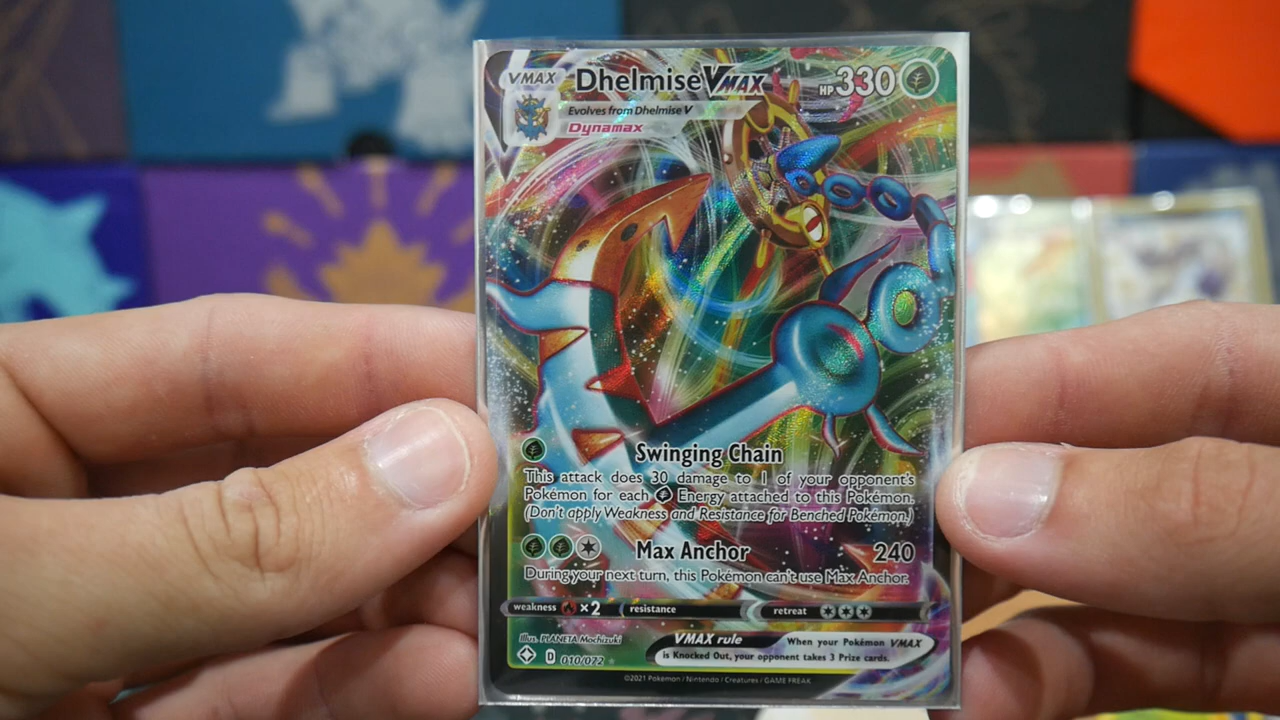 VMAX DhelmiseVMAX HP330
Evolves from Dhelmise V
Dynamax
Swinging Chain
This attack does 30 damage to 1 of your opponent's
Pokémon for each Energy attached to this Pokémon.
(Don't apply Weakness and Resistance for Benched Pokémon.)
Max Anchor 240
During your next turn, this Pokémon can't use Max Anchor.
weakness ×2 resistance retreat
Illus. PLANETA Mochizuki
D 010/072
VMAX rule When your Pokémon VMAX
is Knocked Out, your opponent takes 3 Prize cards.
©2021 Pokémon / Nintendo / Creatures / GAME FREAK